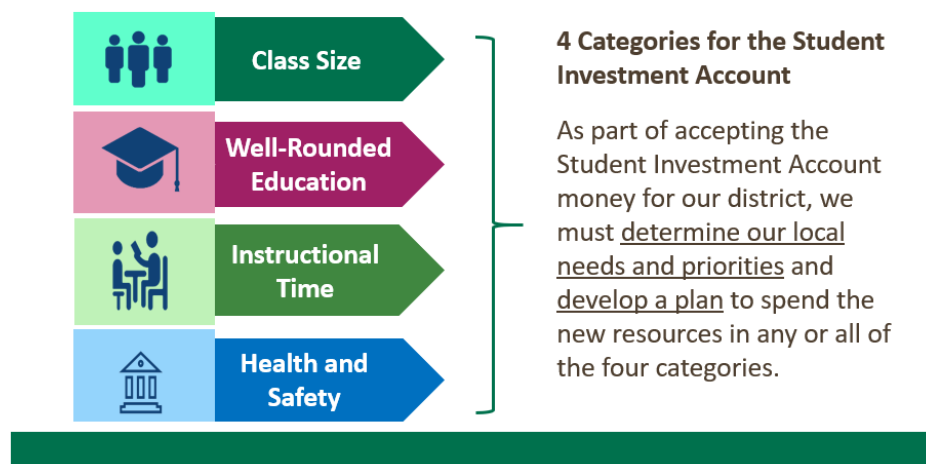 Class Size
Well-Rounded
Education
Instructional
Time
Health and
Safety
4 Categories for the Student
Investment Account
As part of accepting the
Student Investment Account
money for our district, we
must determine our local
needs and priorities and
develop a plan to spend the
new resources in any or all of
the four categories.